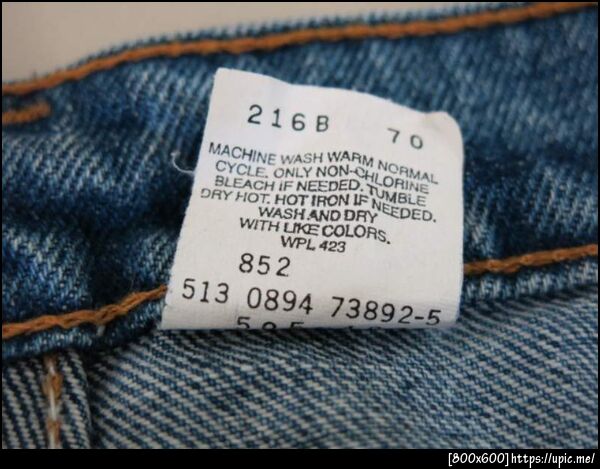 216B 70
MACHINE WASH WARM NORMAL
CYCLE. ONLY NON-CHLORINE
BLEACH IF NEEDED. TUMBLE
DRY HOT. HOT IRON IF NEEDED.
WASH AND DRY
WITH LIKE COLORS.
WPL 423
852
513 0894 73892-5
[800x600]https://upic.me/